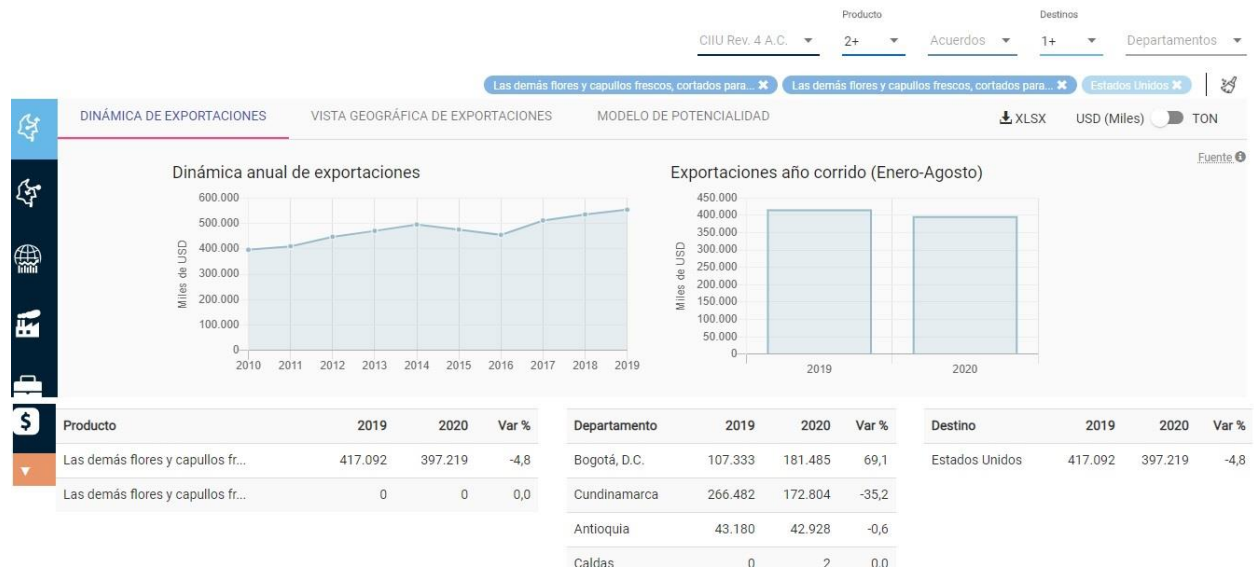 Producto
Destinos
CIIU Rev. 4 A.C.
2+
Acuerdos
1+
Departamentos
Las demás flores y capullos frescos, cortados para...
Las demás flores y capullos frescos, cortados para...
Estados Unidos
DINÁMICA DE EXPORTACIONES
VISTA GEOGRÁFICA DE EXPORTACIONES
MODELO DE POTENCIALIDAD
XLSX
USD (Miles)
TON
Fuente
Dinámica anual de exportaciones
600.000
500.000
400.000
300.000
200.000
100.000
0
Miles de USD
2010 2011 2012 2013 2014 2015 2016 2017 2018 2019
Exportaciones año corrido (Enero-Agosto)
450.000
400.000
350.000
300.000
250.000
200.000
150.000
100.000
50.000
0
Miles de USD
2019 2020
Producto 2019 2020 Var %
Las demás flores y capullos fr... 417.092 397.219 -4,8
Las demás flores y capullos fr... 0 0 0,0
Departamento 2019 2020 Var %
Bogotá, D.C. 107.333 181.485 69,1
Cundinamarca 266.482 172.804 -35,2
Antioquia 43.180 42.928 -0,6
Caldas 0 2 0,0
Destino 2019 2020 Var %
Estados Unidos 417.092 397.219 -4,8